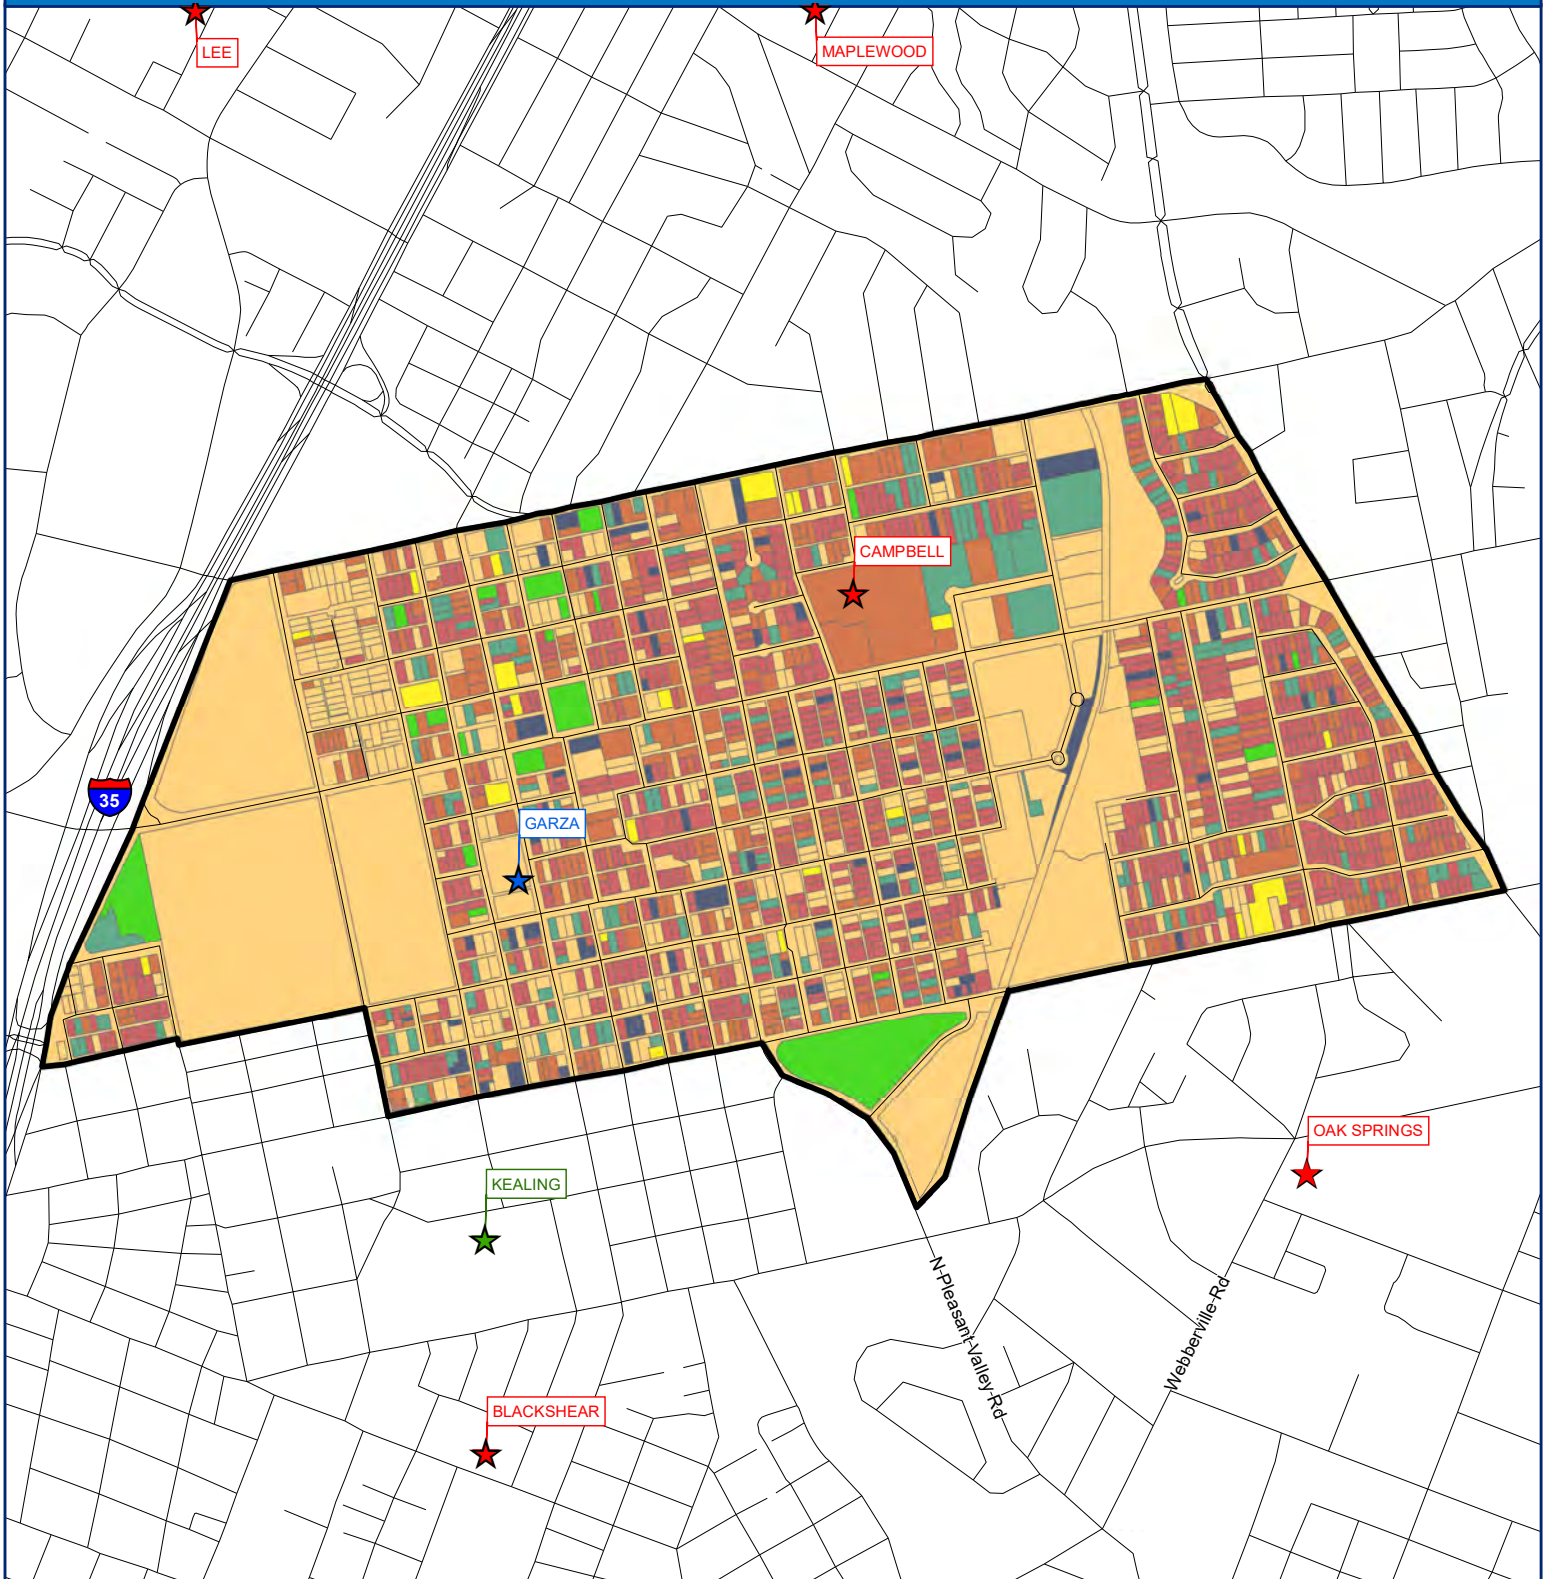 LEE
MAPLEWOOD
CAMPBELL
35
GARZA
OAK SPRINGS
KEALING
N-Pleasant-Valley-Rd
Webberville-Rd
BLACKSHEAR